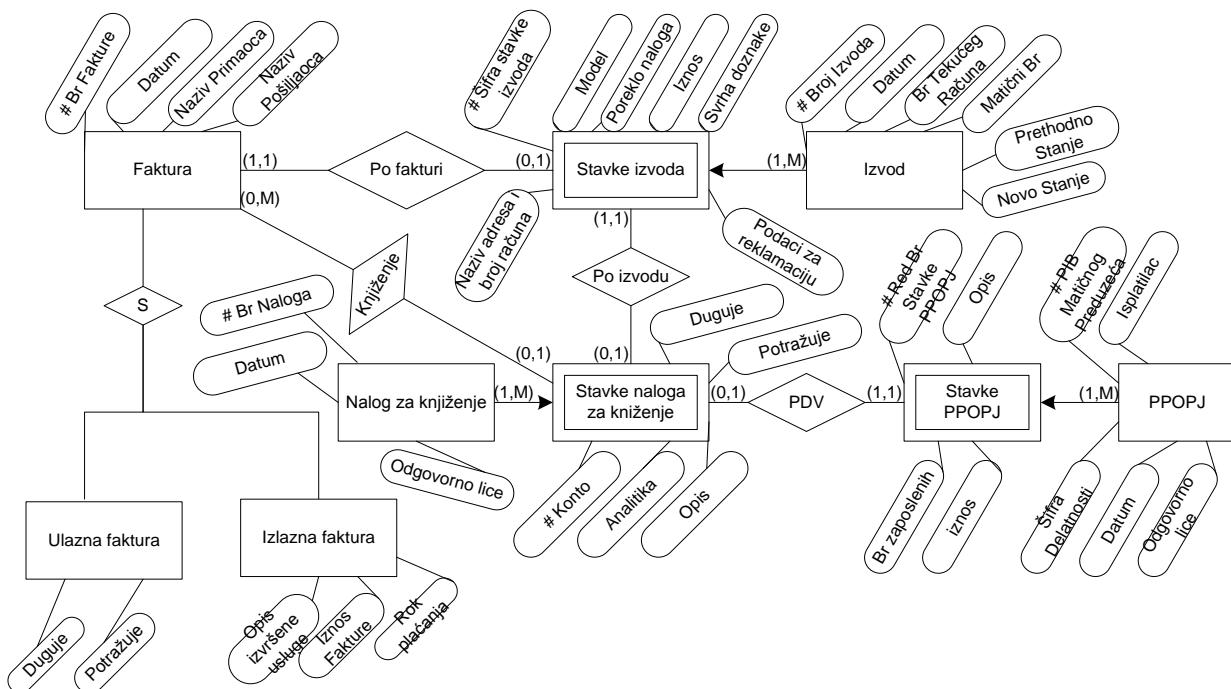 # Br Fakture
Datum
Naziv Primaoca
Naziv
Pošiljaoca
# Šifra stavke
izvoda
Model
Poreklo naloga
Iznos
Svrha doznake
# Broj Izvoda
Datum
Br Tekućeg
Računa
Matični Br
Prethodno
Stanje
Novo Stanje
Faktura
(1,1)
(0,M)
Po fakturi
(0,1)
Stavke izvoda
(1,M)
Izvod
(1,1)
Naziv adresa i
broj računa
Podaci za
reklamaciju
Po izvodu
Knjiženje
S
# Br Naloga
Datum
Duguje
Potražuje
# Red Br
Stavke
PPOPJ
Opis
# PIB
Matičnog
Preduzeća
Isplatilac
(0,1)
(0,1)
Nalog za knjiženje
(1,M)
Stavke naloga
za kniženje
(0,1)
PDV
(1,1)
Stavke
PPOPJ
(1,M)
PPOPJ
Odgovorno lice
# Konto
Analitika
Opis
Br zaposlenih
iznos
Šifra
Delatnosti
Datum
Odgovorno
lice
Ulazna faktura
Izlazna faktura
Duguje
Potražuje
Opis
izvršene
usluge
Iznos
Fakture
Rok
plaćanja